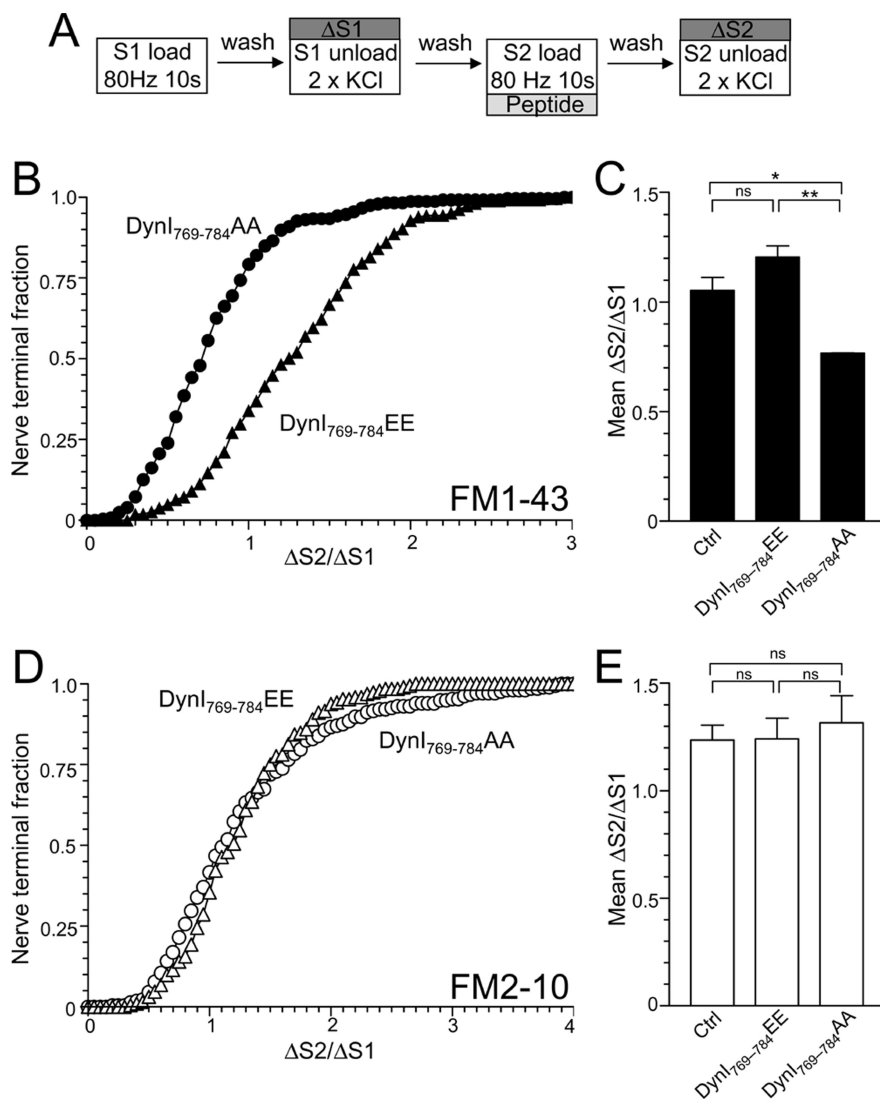 A
wash
wash
wash
ΔS1
ΔS2
S1 load
80Hz 10s
S1 unload
2 x KCl
S2 load
80 Hz 10s
Peptide
S2 unload
2 x KCl
B
Nerve terminal fraction
1.0
0.75
0.5
0.25
0
DynI769-784AA
DynI769-784EE
FM1-43
0
1
2
3
ΔS2/ΔS1
C
Mean ΔS2/ΔS1
1.5
1.0
0.5
0
*
ns
**
Ctrl
DynI769–784EE
DynI769–784AA
D
Nerve terminal fraction
1.0
0.75
0.5
0.25
0
DynI769-784EE
DynI769-784AA
FM2-10
0
1
2
3
4
ΔS2/ΔS1
E
Mean ΔS2/ΔS1
1.5
1.0
0.5
0
ns
ns
ns
Ctrl
DynI769–784EE
DynI769–784AA